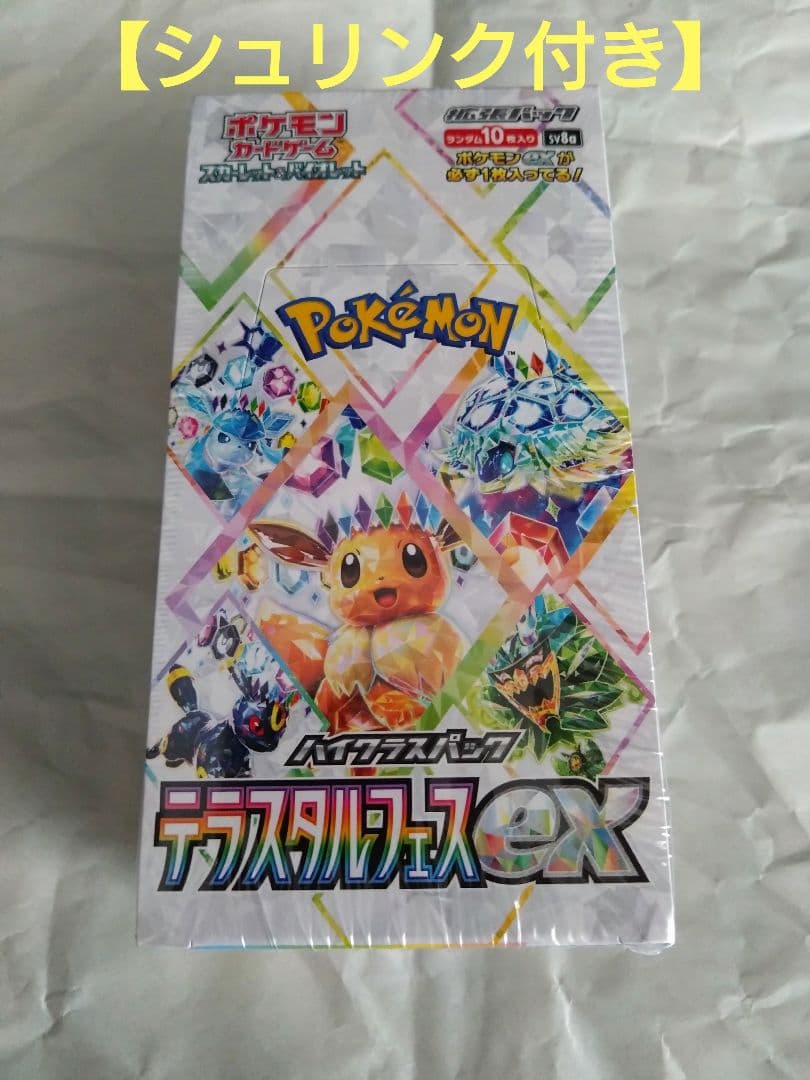 【シュリンク付き】
ポケモン
カードゲーム
スカーレット&バイオレット
拡張パック
ランダム10枚入り SV8a
ポケモンexが
必ず1枚入ってる!
POKéMON
TM
ハイクラスパック
テラスタルフェスex